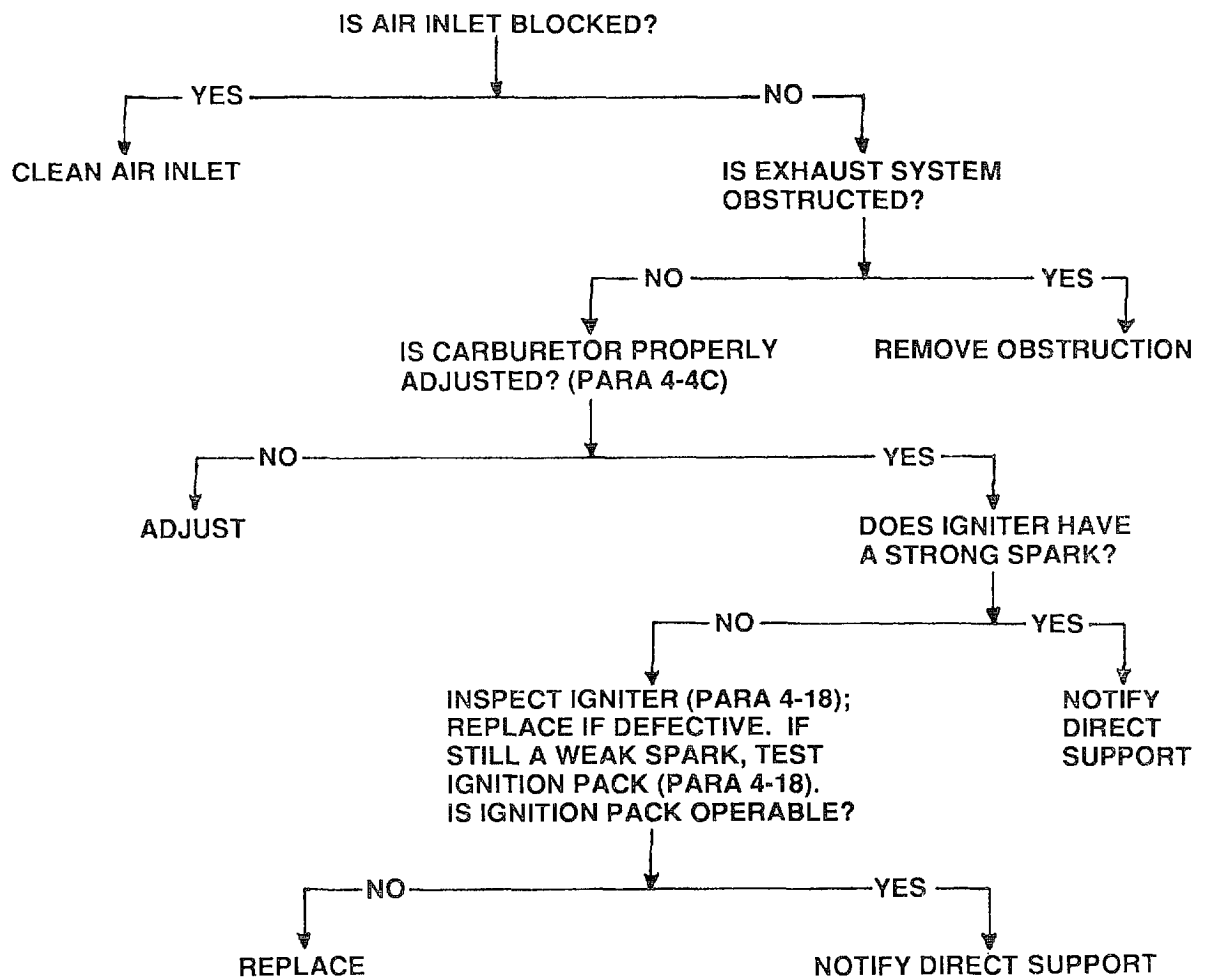 IS AIR INLET BLOCKED?
YES
NO
CLEAN AIR INLET
IS EXHAUST SYSTEM
OBSTRUCTED?
NO
YES
IS CARBURETOR PROPERLY
ADJUSTED? (PARA 4-4C)
REMOVE OBSTRUCTION
NO
YES
ADJUST
DOES IGNITER HAVE
A STRONG SPARK?
NO
YES
INSPECT IGNITER (PARA 4-18);
REPLACE IF DEFECTIVE. IF
STILL A WEAK SPARK, TEST
IGNITION PACK (PARA 4-18).
IS IGNITION PACK OPERABLE?
NOTIFY
DIRECT
SUPPORT
NO
YES
REPLACE
NOTIFY DIRECT SUPPORT